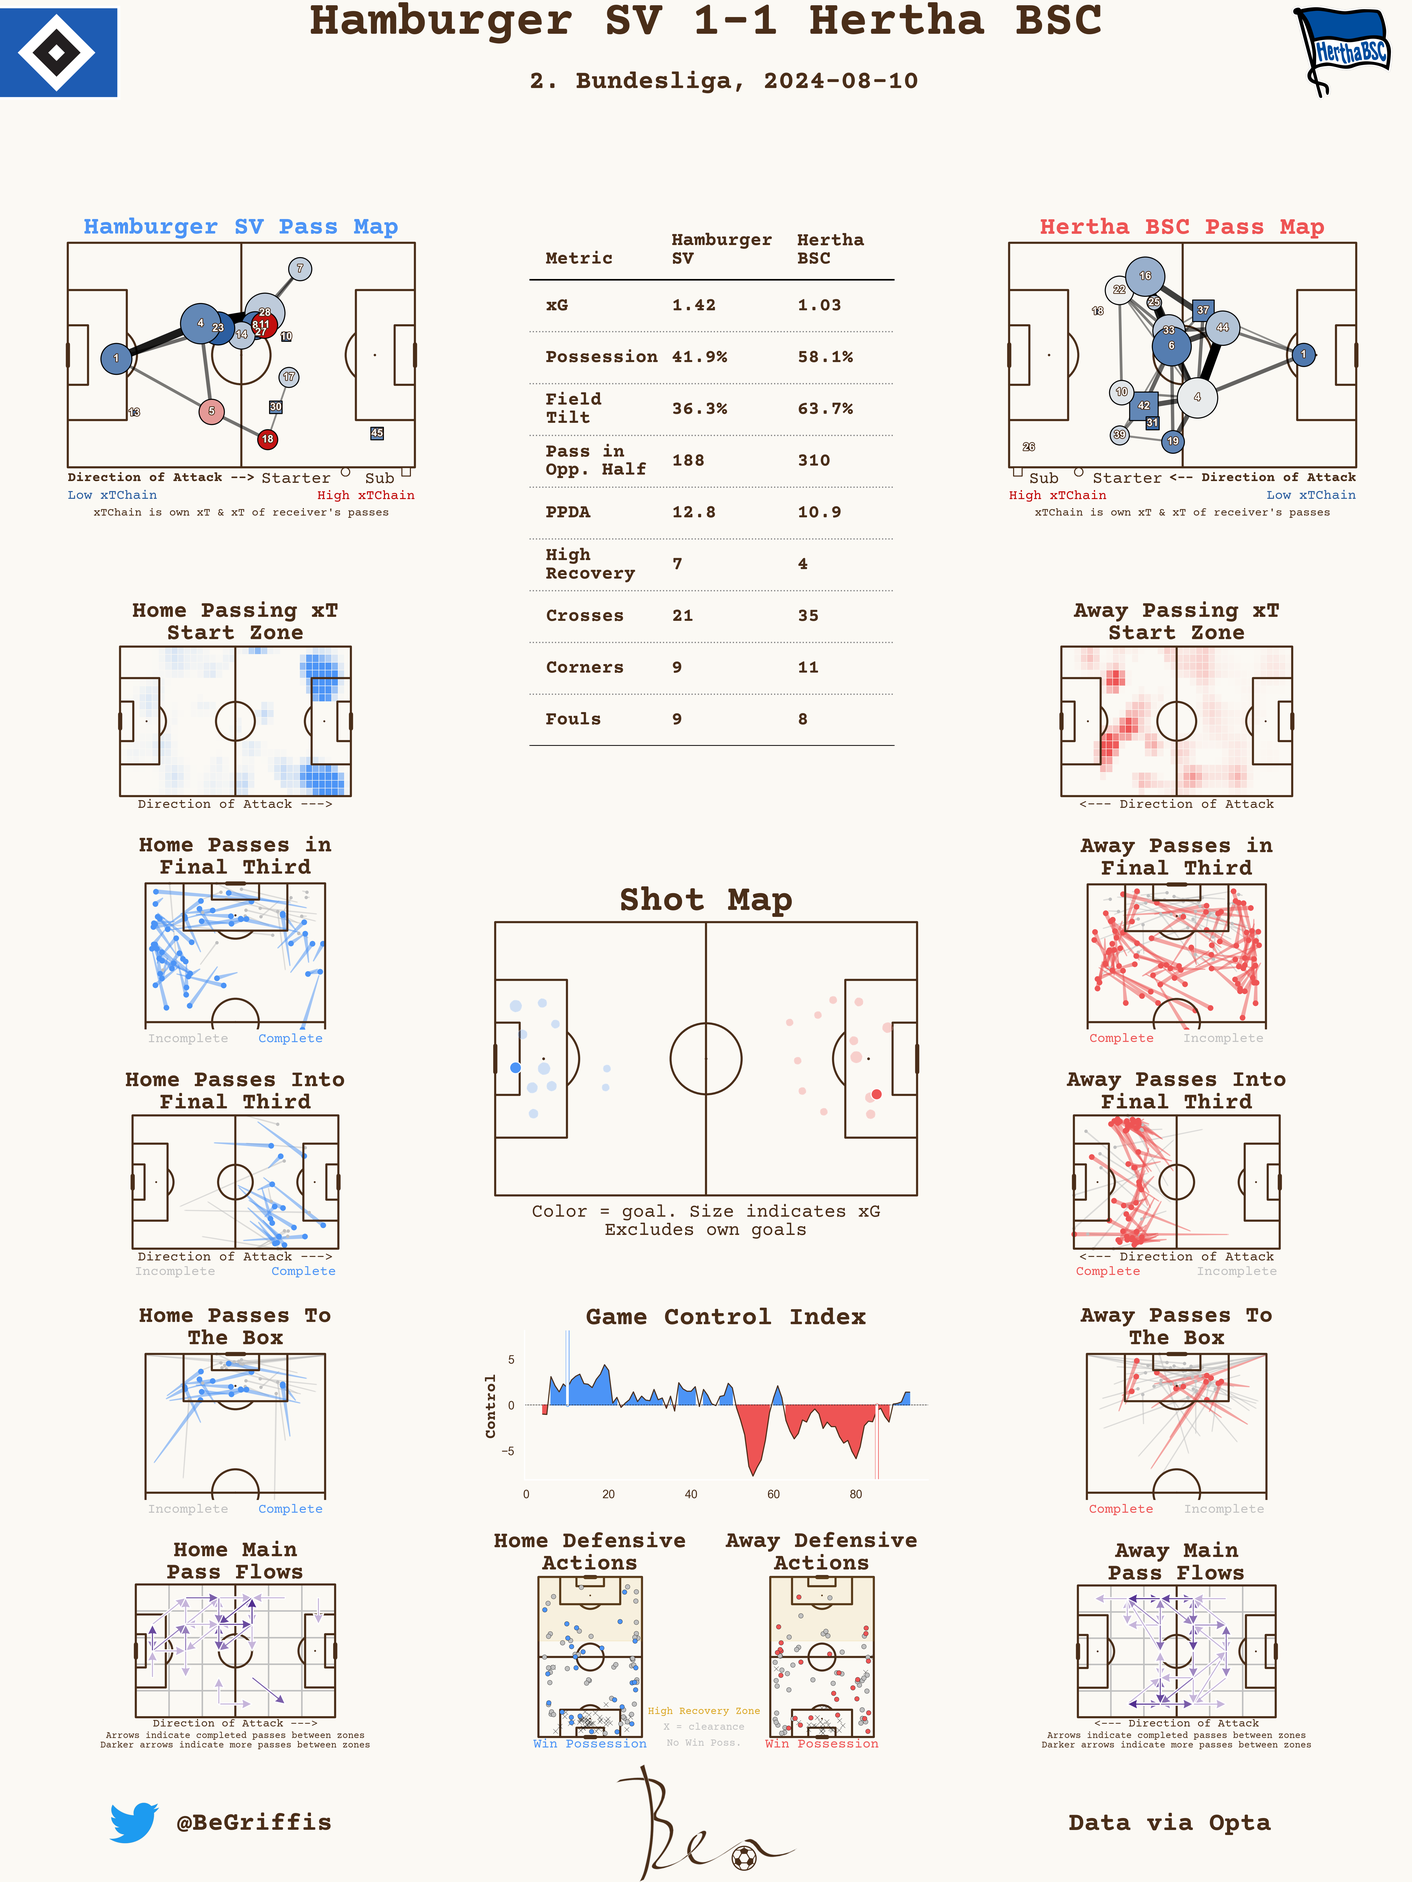 Hamburger SV 1-1 Hertha BSC
2. Bundesliga, 2024-08-10
HerthaBSC
Hamburger SV Pass Map
7
28
4
23
8
11
27
14
10
1
17
30
5
13
18
45
Direction of Attack --> Starter Sub
Low xTChain High xTChain
xTChain is own xT & xT of receiver's passes
Metric Hamburger SV Hertha BSC
xG 1.42 1.03
Possession 41.9% 58.1%
Field Tilt 36.3% 63.7%
Pass in Opp. Half 188 310
PPDA 12.8 10.9
High Recovery 7 4
Crosses 21 35
Corners 9 11
Fouls 9 8
Hertha BSC Pass Map
16
22
25
18
37
33
44
6
1
10
4
42
31
39
19
26
Sub Starter <-- Direction of Attack
High xTChain Low xTChain
xTChain is own xT & xT of receiver's passes
Home Passing xT
Start Zone
Direction of Attack --->
Away Passing xT
Start Zone
<--- Direction of Attack
Home Passes in
Final Third
Incomplete Complete
Away Passes in
Final Third
Complete Incomplete
Shot Map
Color = goal. Size indicates xG
Excludes own goals
Home Passes Into
Final Third
Direction of Attack --->
Incomplete Complete
Away Passes Into
Final Third
<--- Direction of Attack
Complete Incomplete
Home Passes To
The Box
Incomplete Complete
Game Control Index
Control
5
0
−5
0 20 40 60 80
Away Passes To
The Box
Complete Incomplete
Home Main
Pass Flows
Direction of Attack --->
Arrows indicate completed passes between zones
Darker arrows indicate more passes between zones
Home Defensive
Actions
Win Possession
High Recovery Zone
X = clearance
No Win Poss.
Away Defensive
Actions
Win Possession
Away Main
Pass Flows
<--- Direction of Attack
Arrows indicate completed passes between zones
Darker arrows indicate more passes between zones
@BeGriffis
Ben
Data via Opta